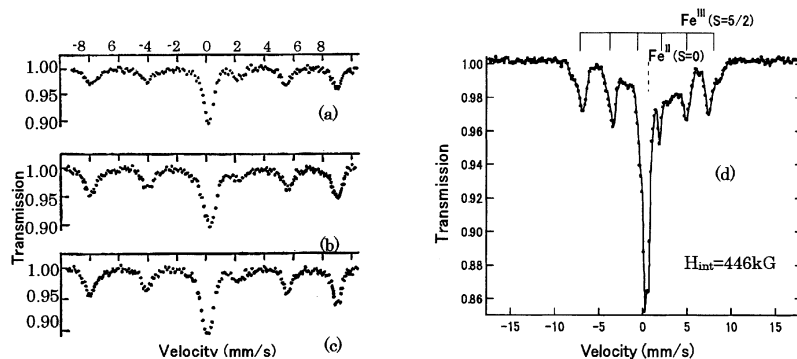 -8 6 -4 -2 0 2 4 6 8
1.00
0.95
0.90
(a)
1.00
0.95
0.90
(b)
1.00
0.95
0.90
(c)
Transmission
Velocity (mm/s)
Fe^III (S=5/2)
Fe^II (S=0)
1.00
0.98
0.96
0.94
0.92
0.90
0.88
0.86
Transmission
(d)
H_int=446kG
-15 -10 -5 0 5 10 15
Velocity (mm/s)